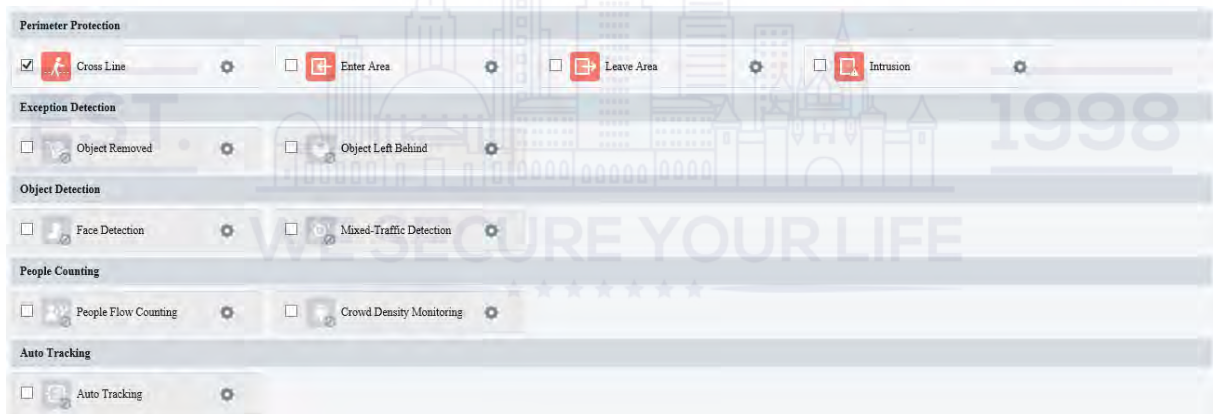 Perimeter Protection
Cross Line Enter Area Leave Area Intrusion
Exception Detection
EST. 1998
Object Removed Object Left Behind
Object Detection
Face Detection Mixed-Traffic Detection
WE SECURE YOUR LIFE
People Counting
People Flow Counting Crowd Density Monitoring
Auto Tracking
Auto Tracking